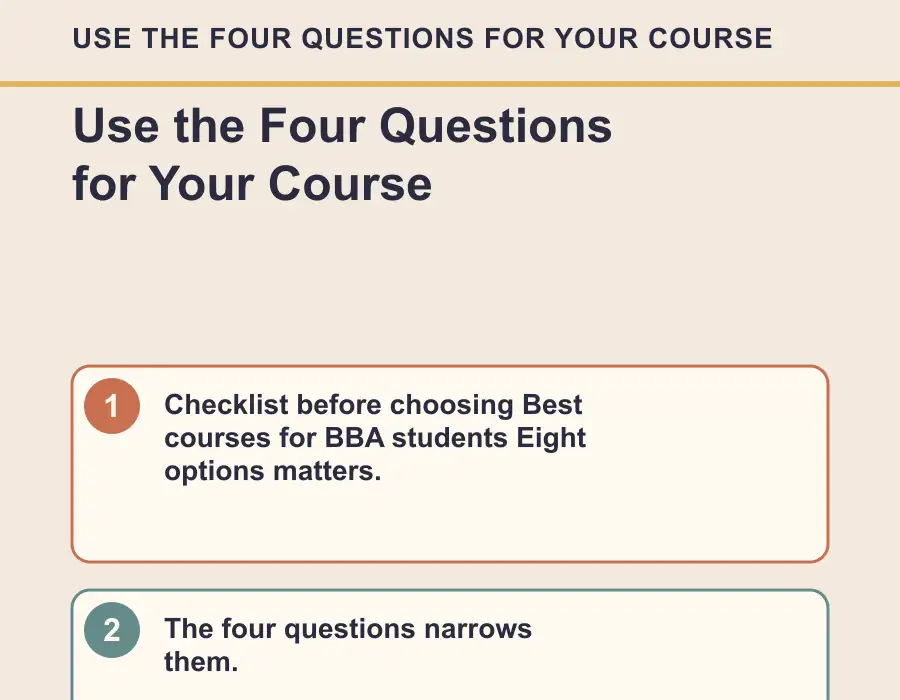 USE THE FOUR QUESTIONS FOR YOUR COURSE
Use the Four Questions
for Your Course
1
Checklist before choosing Best
courses for BBA students Eight
options matters.
2
The four questions narrows
them.